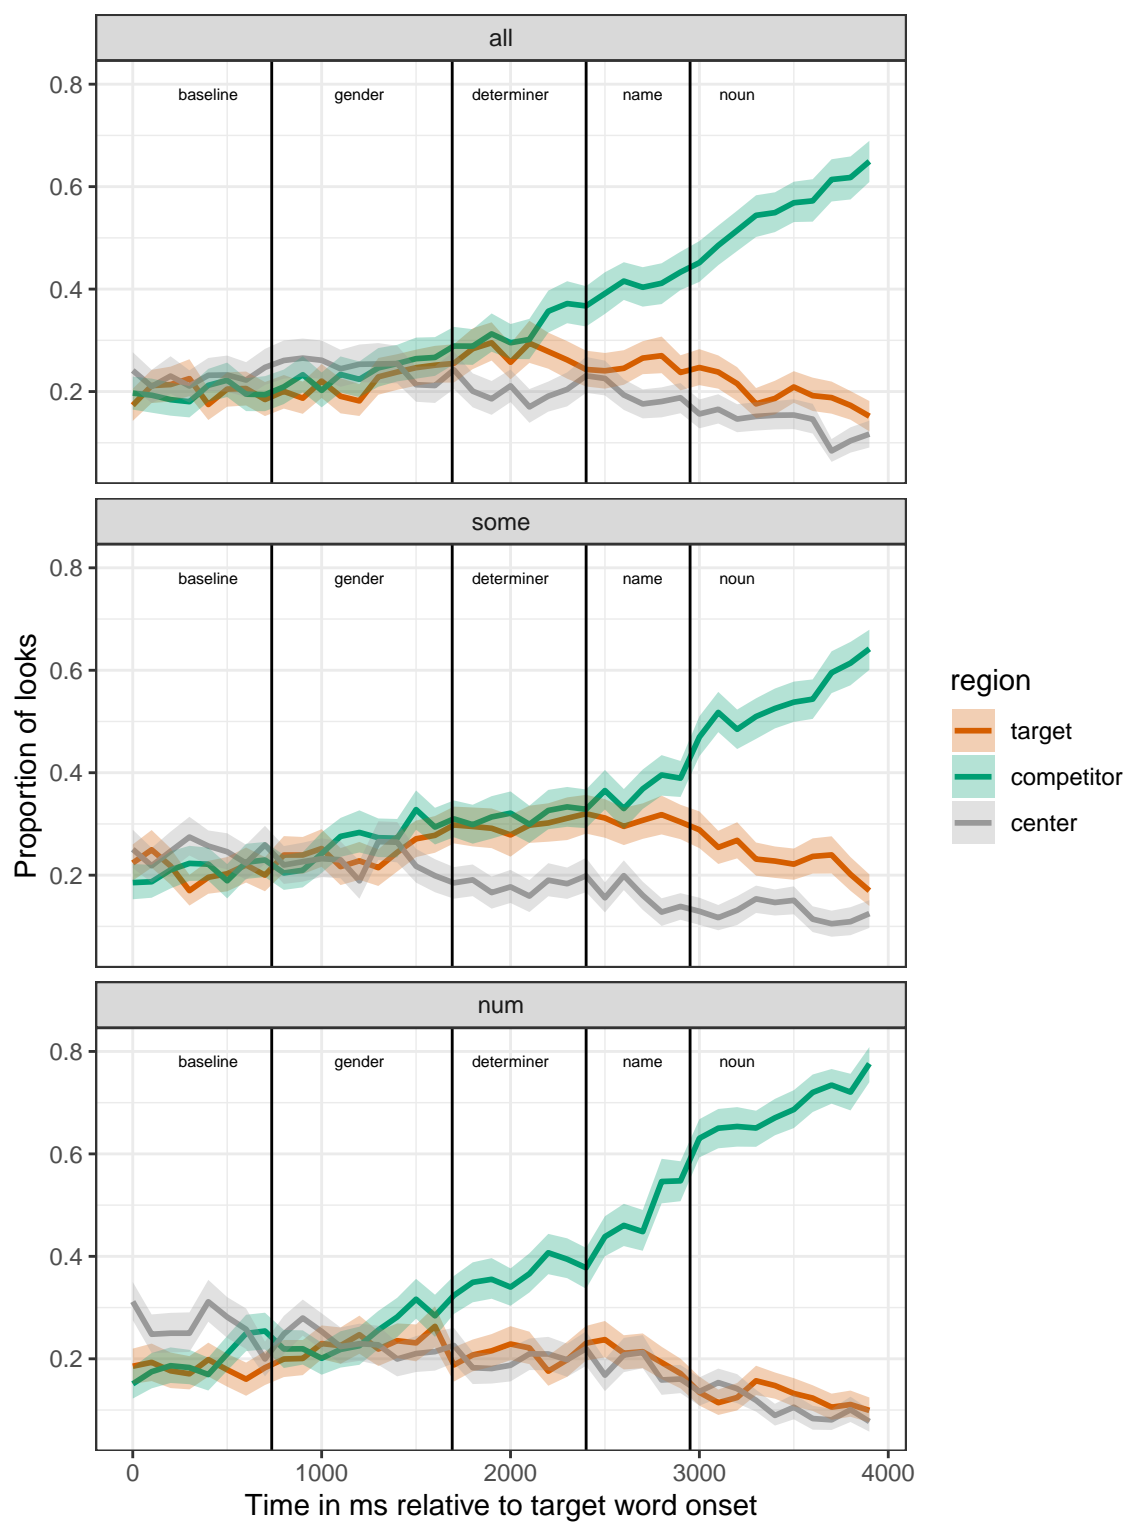 all
0.8
baseline gender determiner name noun
0.6
0.4
0.2
some
0.8
baseline gender determiner name noun
0.6
0.4
0.2
Proportion of looks
region
target
competitor
center
num
0.8
baseline gender determiner name noun
0.6
0.4
0.2
0 1000 2000 3000 4000
Time in ms relative to target word onset